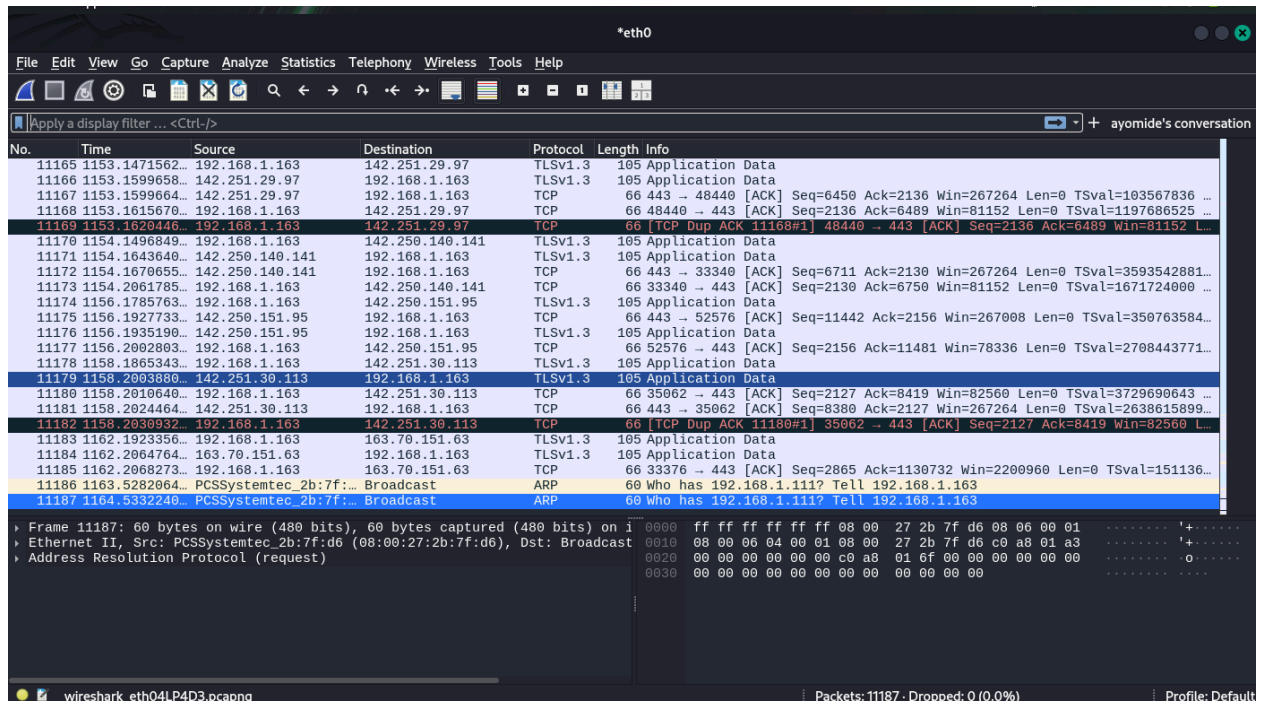 *eth0
File Edit View Go Capture Analyze Statistics Telephony Wireless Tools Help
Apply a display filter … <Ctrl-/> ayomide's conversation
No. Time Source Destination Protocol Length Info
11165 1153.1471562… 192.168.1.163 142.251.29.97 TLSv1.3 105 Application Data
11166 1153.1599658… 142.251.29.97 192.168.1.163 TLSv1.3 105 Application Data
11167 1153.1599664… 142.251.29.97 192.168.1.163 TCP 66 443 → 48440 [ACK] Seq=6450 Ack=2136 Win=267264 Len=0 TSval=103567836 …
11168 1153.1615670… 192.168.1.163 142.251.29.97 TCP 66 48440 → 443 [ACK] Seq=2136 Ack=6489 Win=81152 Len=0 TSval=1197686525 …
11169 1153.1620446… 192.168.1.163 142.251.29.97 TCP 66 [TCP Dup ACK 11168#1] 48440 → 443 [ACK] Seq=2136 Ack=6489 Win=81152 L…
11170 1154.1496849… 192.168.1.163 142.250.140.141 TLSv1.3 105 Application Data
11171 1154.1643640… 142.250.140.141 192.168.1.163 TLSv1.3 105 Application Data
11172 1154.1670655… 142.250.140.141 192.168.1.163 TCP 66 443 → 33340 [ACK] Seq=6711 Ack=2130 Win=267264 Len=0 TSval=3593542881…
11173 1154.2061785… 192.168.1.163 142.250.140.141 TCP 66 33340 → 443 [ACK] Seq=2130 Ack=6750 Win=81152 Len=0 TSval=1671724000 …
11174 1156.1785763… 192.168.1.163 142.250.151.95 TLSv1.3 105 Application Data
11175 1156.1927733… 142.250.151.95 192.168.1.163 TCP 66 443 → 52576 [ACK] Seq=11442 Ack=2156 Win=267008 Len=0 TSval=350763584…
11176 1156.1935190… 142.250.151.95 192.168.1.163 TLSv1.3 105 Application Data
11177 1156.2002803… 192.168.1.163 142.250.151.95 TCP 66 52576 → 443 [ACK] Seq=2156 Ack=11481 Win=78336 Len=0 TSval=2708443771…
11178 1158.1865343… 192.168.1.163 142.251.30.113 TLSv1.3 105 Application Data
11179 1158.2003880… 142.251.30.113 192.168.1.163 TLSv1.3 105 Application Data
11180 1158.2010640… 192.168.1.163 142.251.30.113 TCP 66 35062 → 443 [ACK] Seq=2127 Ack=8419 Win=82560 Len=0 TSval=3729690643 …
11181 1158.2024464… 142.251.30.113 192.168.1.163 TCP 66 443 → 35062 [ACK] Seq=8380 Ack=2127 Win=267264 Len=0 TSval=2638615899…
11182 1158.2030932… 192.168.1.163 142.251.30.113 TCP 66 [TCP Dup ACK 11180#1] 35062 → 443 [ACK] Seq=2127 Ack=8419 Win=82560 L…
11183 1162.1923356… 192.168.1.163 163.70.151.63 TLSv1.3 105 Application Data
11184 1162.2064764… 163.70.151.63 192.168.1.163 TLSv1.3 105 Application Data
11185 1162.2068273… 192.168.1.163 163.70.151.63 TCP 66 33376 → 443 [ACK] Seq=2865 Ack=1130732 Win=2200960 Len=0 TSval=151136…
11186 1163.5282064… PCSSystemtec_2b:7f:… Broadcast ARP 60 Who has 192.168.1.111? Tell 192.168.1.163
11187 1164.5332240… PCSSystemtec_2b:7f:… Broadcast ARP 60 Who has 192.168.1.111? Tell 192.168.1.163
Frame 11187: 60 bytes on wire (480 bits), 60 bytes captured (480 bits) on i
Ethernet II, Src: PCSSystemtec_2b:7f:d6 (08:00:27:2b:7f:d6), Dst: Broadcast
Address Resolution Protocol (request)
0000 ff ff ff ff ff ff 08 00 27 2b 7f d6 08 06 00 01 ········ '+······
0010 08 00 06 04 00 01 08 00 27 2b 7f d6 c0 a8 01 a3 ········ '+······
0020 00 00 00 00 00 00 c0 a8 01 6f 00 00 00 00 00 00 ········ ·o······
0030 00 00 00 00 00 00 00 00 00 00 00 00 ········ ····
wireshark_eth04LP4D3.pcapng Packets: 11187 · Dropped: 0 (0.0%) Profile: Default